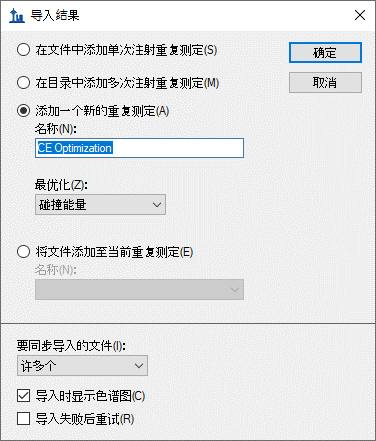 导入结果
在文件中添加单次注射重复测定(S)
确定
在目录中添加多次注射重复测定(M)
取消
添加一个新的重复测定(A)
名称(N):
CE Optimization
最优化(Z):
碰撞能量
将文件添加至当前重复测定(E)
名称(N):
要同步导入的文件(I):
许多个
导入时显示色谱图(C)
导入失败后重试(R)